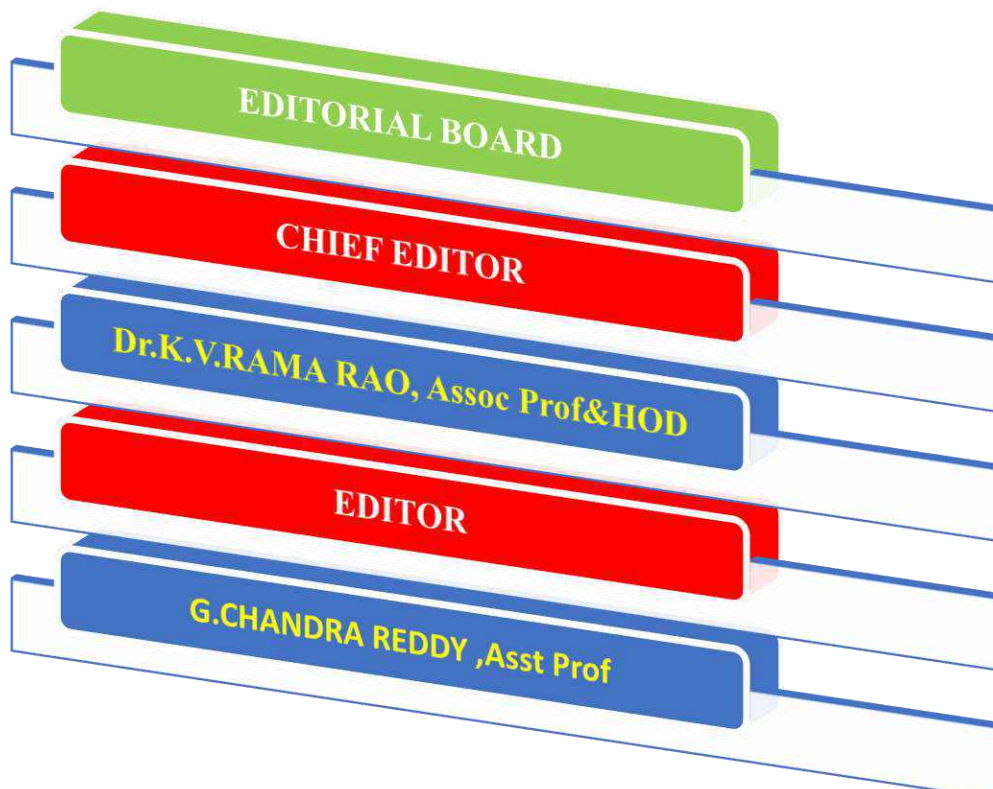 EDITORIAL BOARD
CHIEF EDITOR
Dr.K.V.RAMA RAO, Assoc Prof&HOD
EDITOR
G.CHANDRA REDDY ,Asst Prof